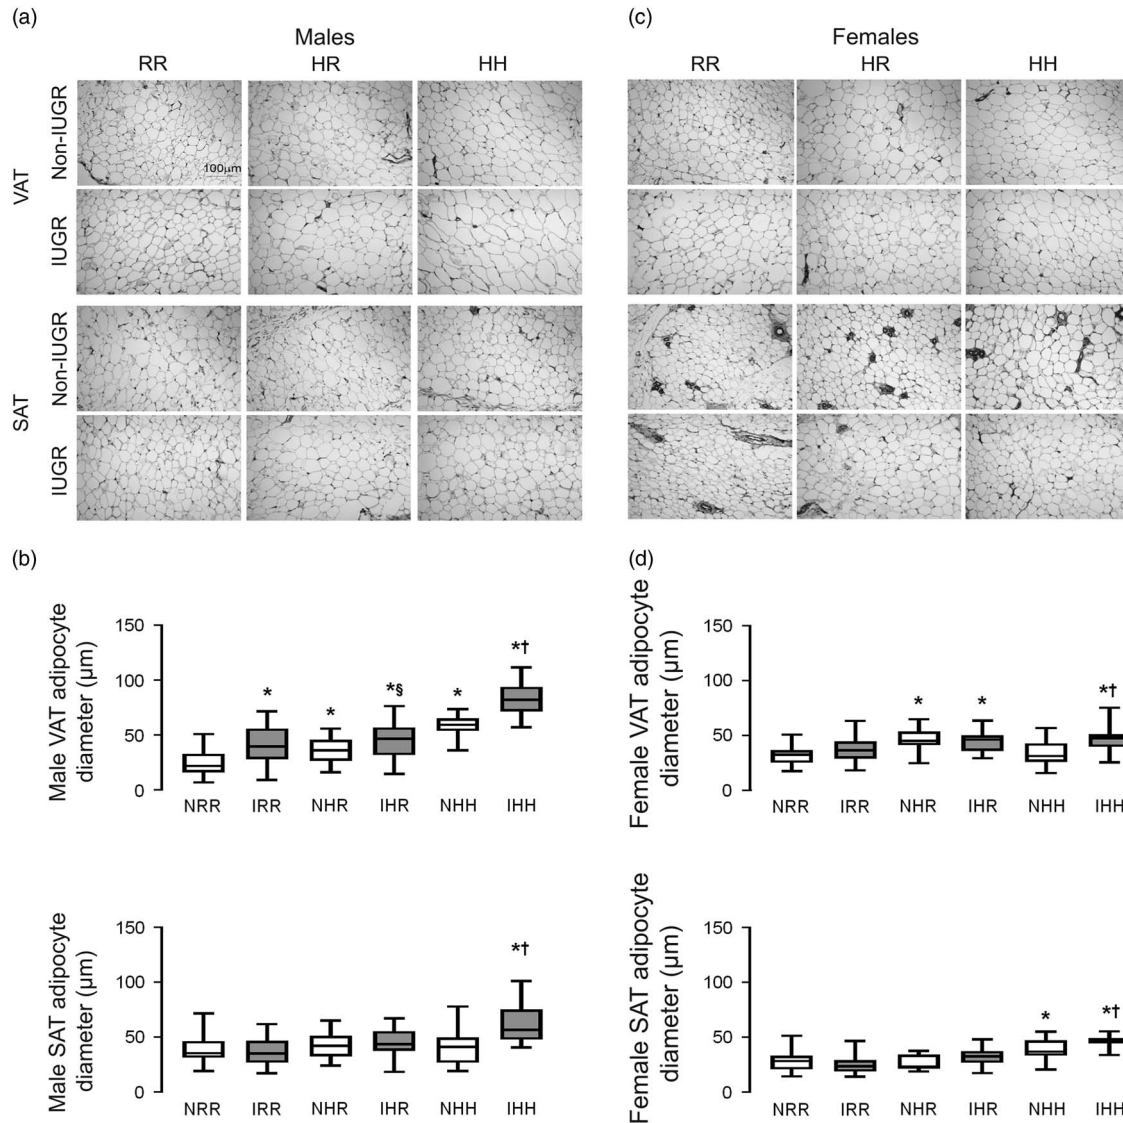 (a)
Males
RR HR HH
VAT
Non-IUGR
100µm
IUGR
SAT
Non-IUGR
IUGR
(c)
Females
RR HR HH
(b)
Male VAT adipocyte
diameter (µm)
150
100
50
0
* * *§ * *†
NRR IRR NHR IHR NHH IHH
Male SAT adipocyte
diameter (µm)
150
100
50
0
*†
NRR IRR NHR IHR NHH IHH
(d)
Female VAT adipocyte
diameter (µm)
150
100
50
0
* * *†
NRR IRR NHR IHR NHH IHH
Female SAT adipocyte
diameter (µm)
150
100
50
0
* *†
NRR IRR NHR IHR NHH IHH